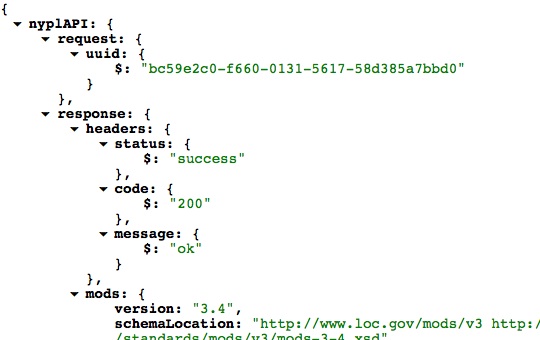 {
nyplAPI: {
request: {
uuid: {
$: "bc59e2c0-f660-0131-5617-58d385a7bbd0"
}
},
response: {
headers: {
status: {
$: "success"
},
code: {
$: "200"
},
message: {
$: "ok"
}
},
mods: {
version: "3.4",
schemaLocation: "http://www.loc.gov/mods/v3 http:/
/standards/mods/v3/mods-3-4.xsd"